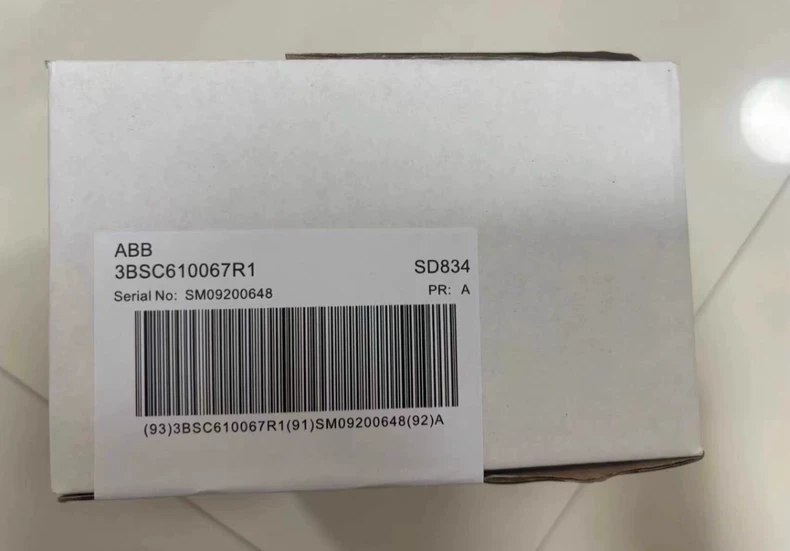 ABB
3BSC610067R1 SD834
Serial No: SM09200648 PR: A
(93)3BSC610067R1(91)SM09200648(92)A